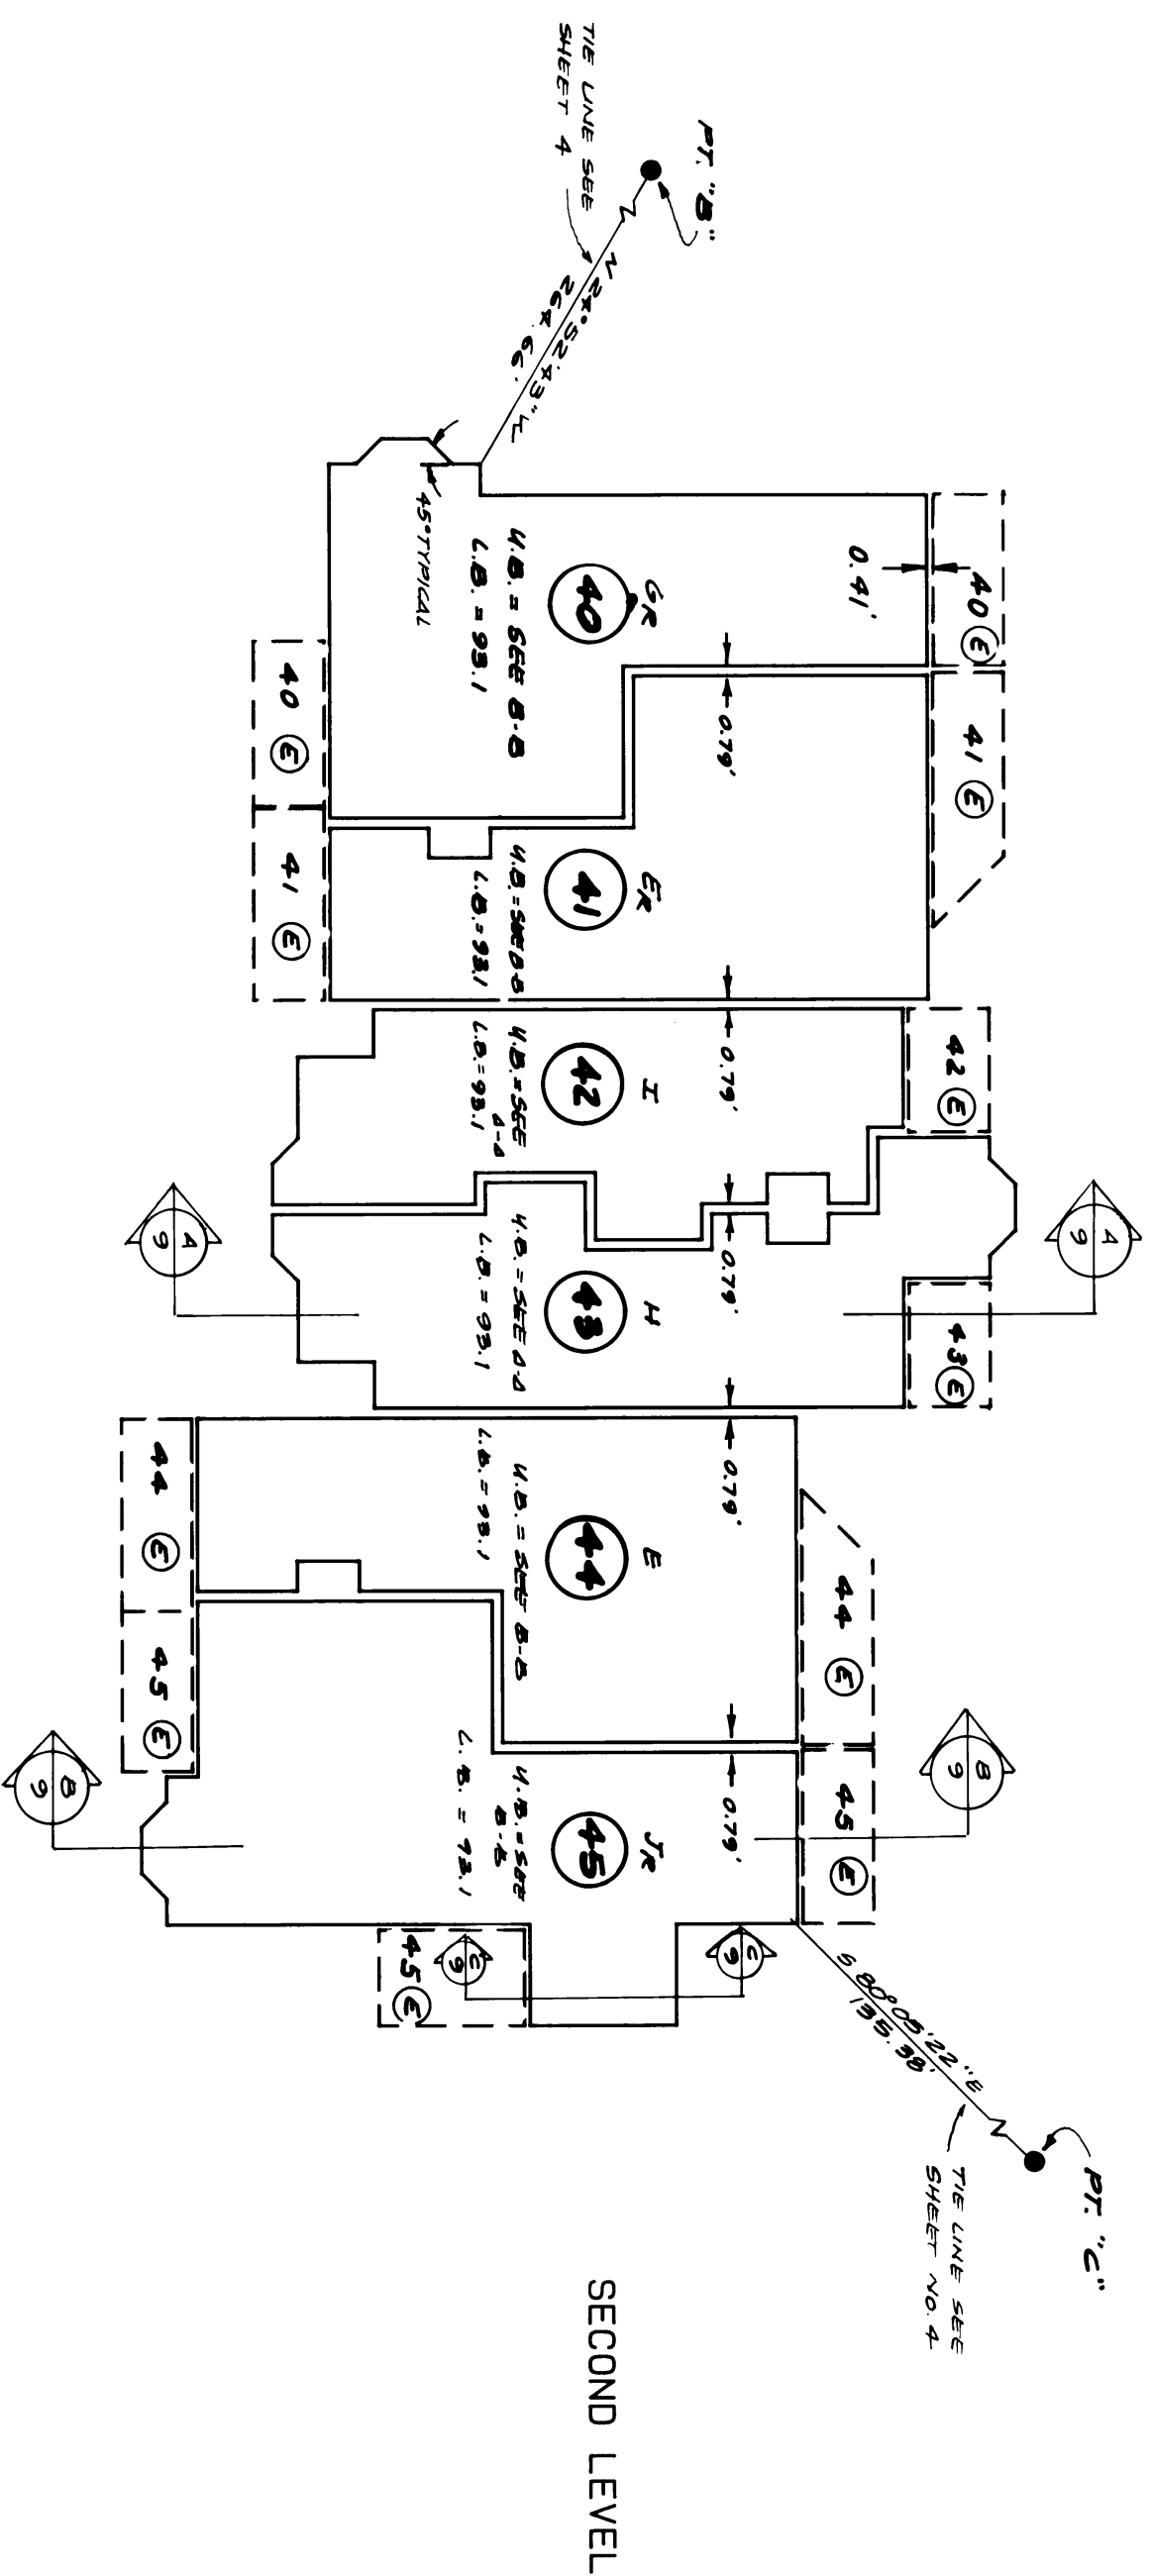 TIE LINE SEE
SHEET 4
PT. "B"
N 24°52'43" W
264.66'
45° TYPICAL
GR
40
U.B. = SEE B-B
L.B. = 93.1
0.41'
40 E
40 E
0.79'
ER
41
U.B. = SEE B-B
L.B. = 93.1
41 E
41 E
0.79'
I
42
U.B. = SEE
A-A
L.B. = 93.1
42 E
0.79'
H
43
U.B. = SEE A-A
L.B. = 93.1
43 E
A
9
A
9
0.79'
E
44
U.B. = SEE B-B
L.B. = 93.1
44 E
44 E
0.79'
JR
45
U.B. = SEE
B-B
L.B. = 93.1
45 E
45 E
45 E
B
9
B
9
C
9
C
9
S 80°05'22" E
135.38'
PT. "C"
TIE LINE SEE
SHEET NO. 4
SECOND LEVEL